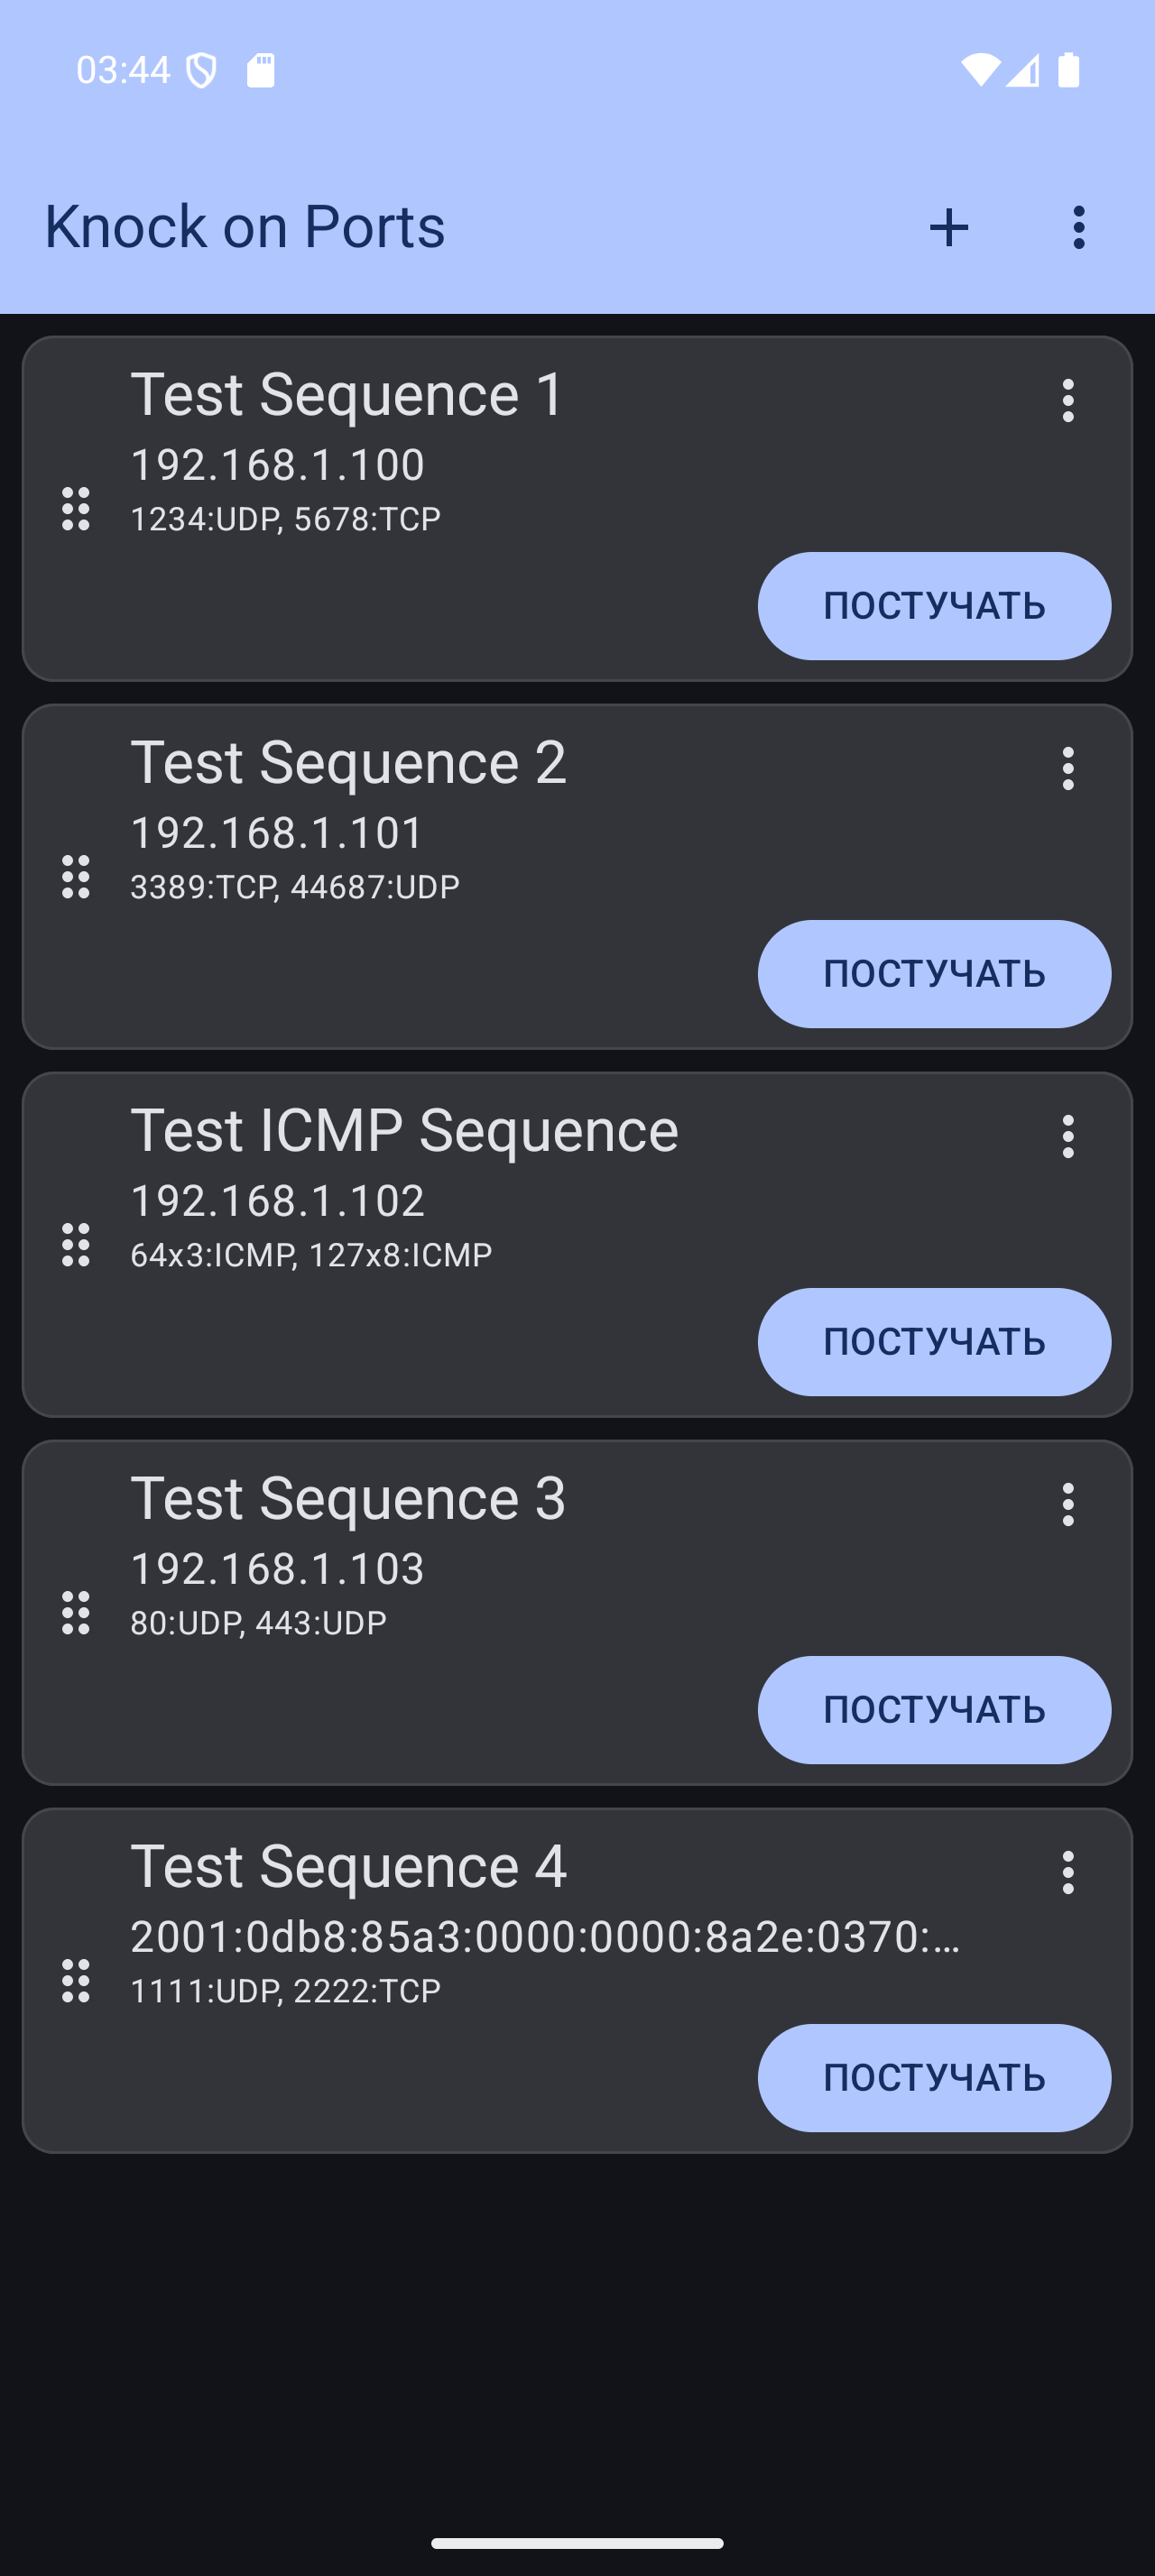 03:44
Knock on Ports
Test Sequence 1
192.168.1.100
1234:UDP, 5678:TCP
ПОСТУЧАТЬ
Test Sequence 2
192.168.1.101
3389:TCP, 44687:UDP
ПОСТУЧАТЬ
Test ICMP Sequence
192.168.1.102
64x3:ICMP, 127x8:ICMP
ПОСТУЧАТЬ
Test Sequence 3
192.168.1.103
80:UDP, 443:UDP
ПОСТУЧАТЬ
Test Sequence 4
2001:0db8:85a3:0000:0000:8a2e:0370:…
1111:UDP, 2222:TCP
ПОСТУЧАТЬ